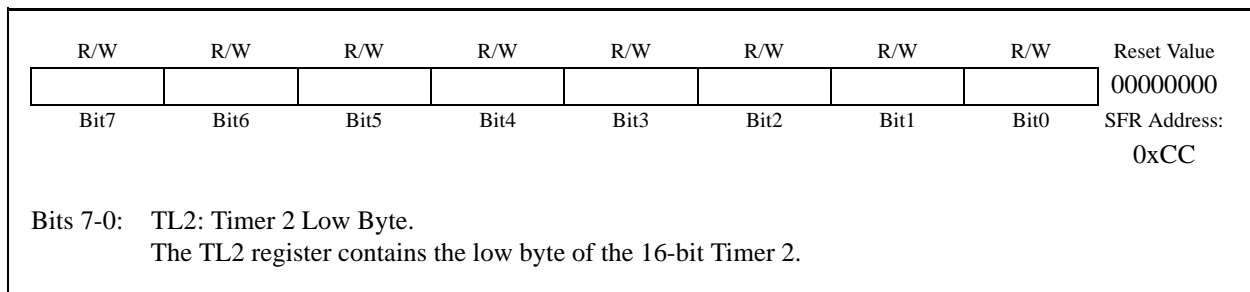 R/W R/W R/W R/W R/W R/W R/W R/W Reset Value
00000000
Bit7 Bit6 Bit5 Bit4 Bit3 Bit2 Bit1 Bit0 SFR Address:
0xCC
Bits 7-0: TL2: Timer 2 Low Byte.
The TL2 register contains the low byte of the 16-bit Timer 2.